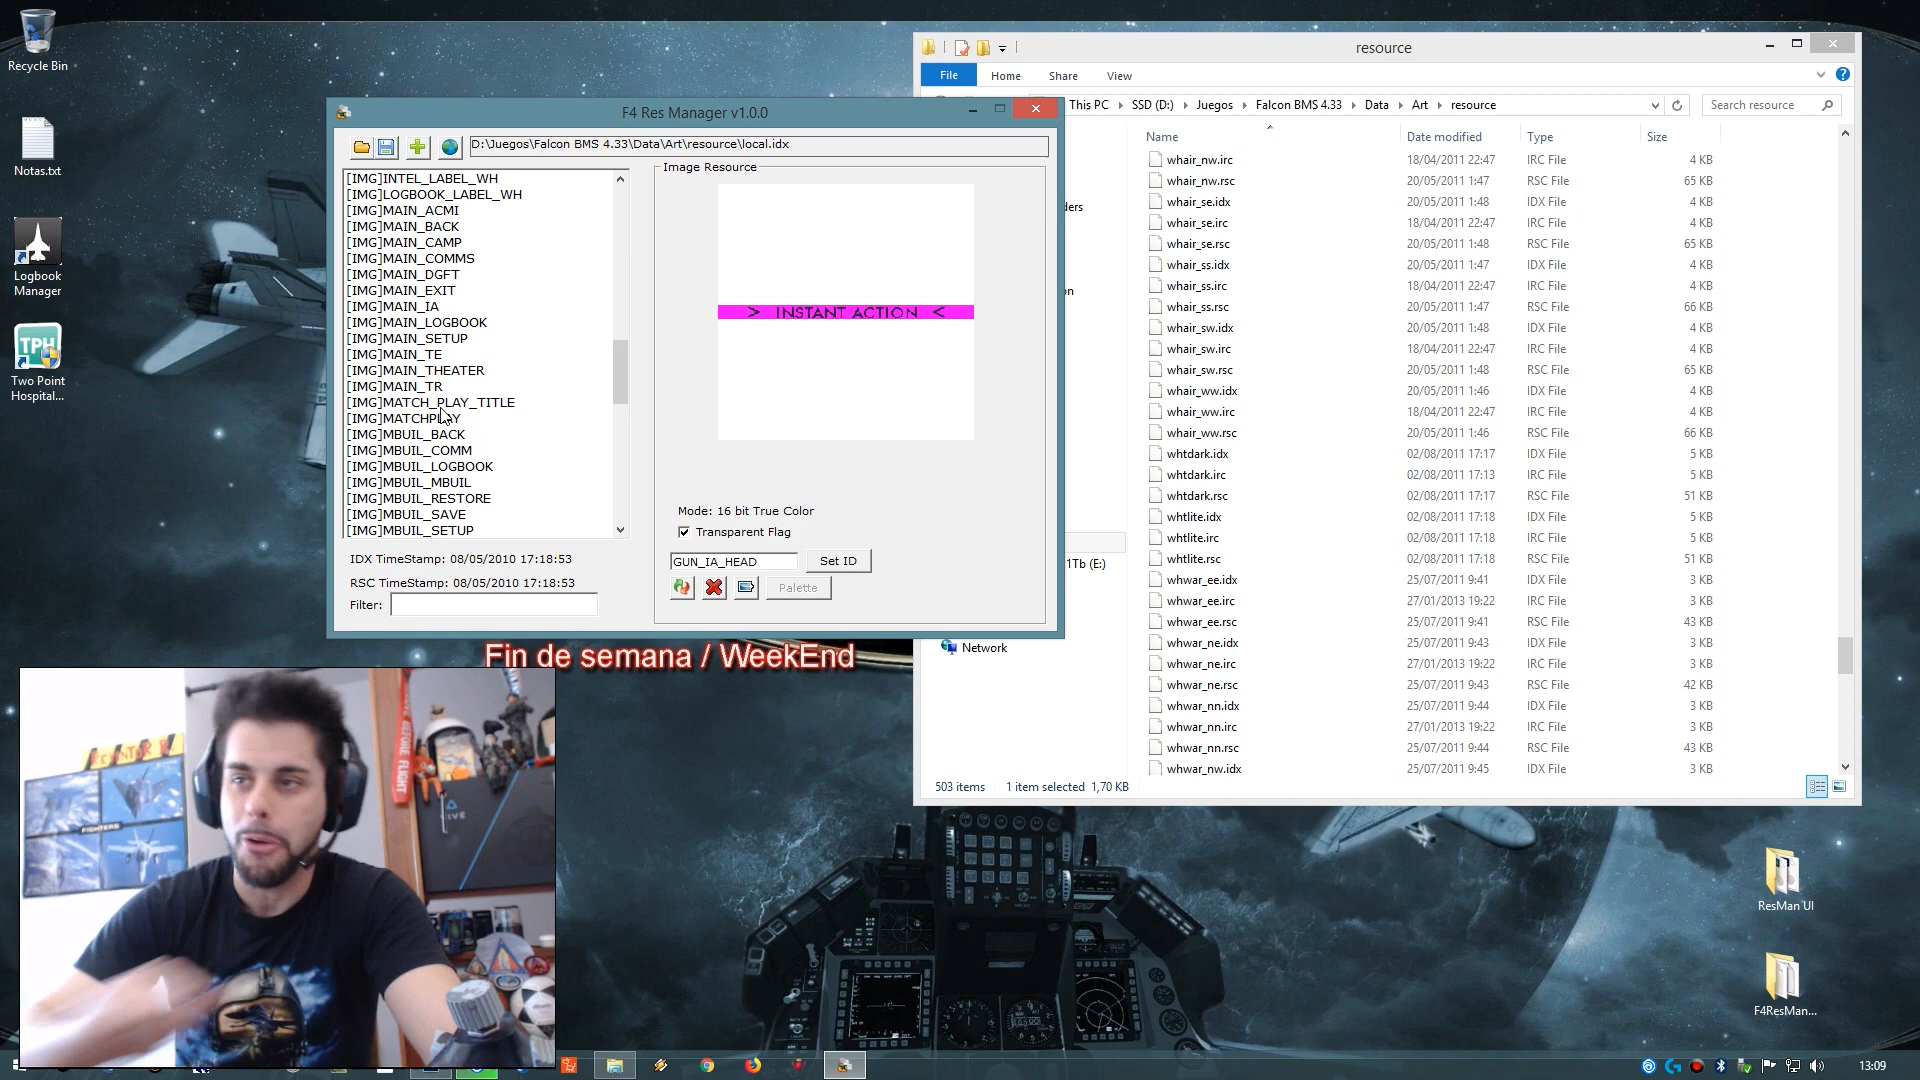 Recycle Bin
Notas.txt
Logbook
Manager
TPH
Two Point
Hospital...
F4 Res Manager v1.0.0
D:\Juegos\Falcon BMS 4.33\Data\Art\resource\local.idx
[IMG]INTEL_LABEL_WH
[IMG]LOGBOOK_LABEL_WH
[IMG]MAIN_ACMI
[IMG]MAIN_BACK
[IMG]MAIN_CAMP
[IMG]MAIN_COMMS
[IMG]MAIN_DGFT
[IMG]MAIN_EXIT
[IMG]MAIN_IA
[IMG]MAIN_LOGBOOK
[IMG]MAIN_SETUP
[IMG]MAIN_TE
[IMG]MAIN_THEATER
[IMG]MAIN_TR
[IMG]MATCH_PLAY_TITLE
[IMG]MATCHPLAY
[IMG]MBUIL_BACK
[IMG]MBUIL_COMM
[IMG]MBUIL_LOGBOOK
[IMG]MBUIL_MBUIL
[IMG]MBUIL_RESTORE
[IMG]MBUIL_SAVE
[IMG]MBUIL_SETUP
IDX TimeStamp: 08/05/2010 17:18:53
RSC TimeStamp: 08/05/2010 17:18:53
Filter:
Image Resource
> INSTANT ACTION <
Mode: 16 bit True Color
Transparent Flag
GUN_IA_HEAD
Set ID
Palette
Fin de semana / WeekEnd
resource
File Home Share View
This PC SSD (D:) Juegos Falcon BMS 4.33 Data Art resource
Search resource
ders
on
1Tb (E:)
Network
Name Date modified Type Size
whair_nw.irc 18/04/2011 22:47 IRC File 4 KB
whair_nw.rsc 20/05/2011 1:47 RSC File 65 KB
whair_se.idx 20/05/2011 1:48 IDX File 4 KB
whair_se.irc 18/04/2011 22:47 IRC File 4 KB
whair_se.rsc 20/05/2011 1:48 RSC File 65 KB
whair_ss.idx 20/05/2011 1:47 IDX File 4 KB
whair_ss.irc 18/04/2011 22:47 IRC File 4 KB
whair_ss.rsc 20/05/2011 1:47 RSC File 66 KB
whair_sw.idx 20/05/2011 1:48 IDX File 4 KB
whair_sw.irc 18/04/2011 22:47 IRC File 4 KB
whair_sw.rsc 20/05/2011 1:48 RSC File 65 KB
whair_ww.idx 20/05/2011 1:46 IDX File 4 KB
whair_ww.irc 18/04/2011 22:47 IRC File 4 KB
whair_ww.rsc 20/05/2011 1:46 RSC File 66 KB
whtdark.idx 02/08/2011 17:17 IDX File 5 KB
whtdark.irc 02/08/2011 17:13 IRC File 5 KB
whtdark.rsc 02/08/2011 17:17 RSC File 51 KB
whtlite.idx 02/08/2011 17:18 IDX File 5 KB
whtlite.irc 02/08/2011 17:18 IRC File 5 KB
whtlite.rsc 02/08/2011 17:18 RSC File 51 KB
whwar_ee.idx 25/07/2011 9:41 IDX File 3 KB
whwar_ee.irc 27/01/2013 19:22 IRC File 3 KB
whwar_ee.rsc 25/07/2011 9:41 RSC File 43 KB
whwar_ne.idx 25/07/2011 9:43 IDX File 3 KB
whwar_ne.irc 27/01/2013 19:22 IRC File 3 KB
whwar_ne.rsc 25/07/2011 9:43 RSC File 42 KB
whwar_nn.idx 25/07/2011 9:44 IDX File 3 KB
whwar_nn.irc 27/01/2013 19:22 IRC File 3 KB
whwar_nn.rsc 25/07/2011 9:44 RSC File 43 KB
whwar_nw.idx 25/07/2011 9:45 IDX File 3 KB
503 items 1 item selected 1,70 KB
FIGHTERS
BEFORE FLIGHT
VIVE
ResMan UI
F4ResMan...
13:09